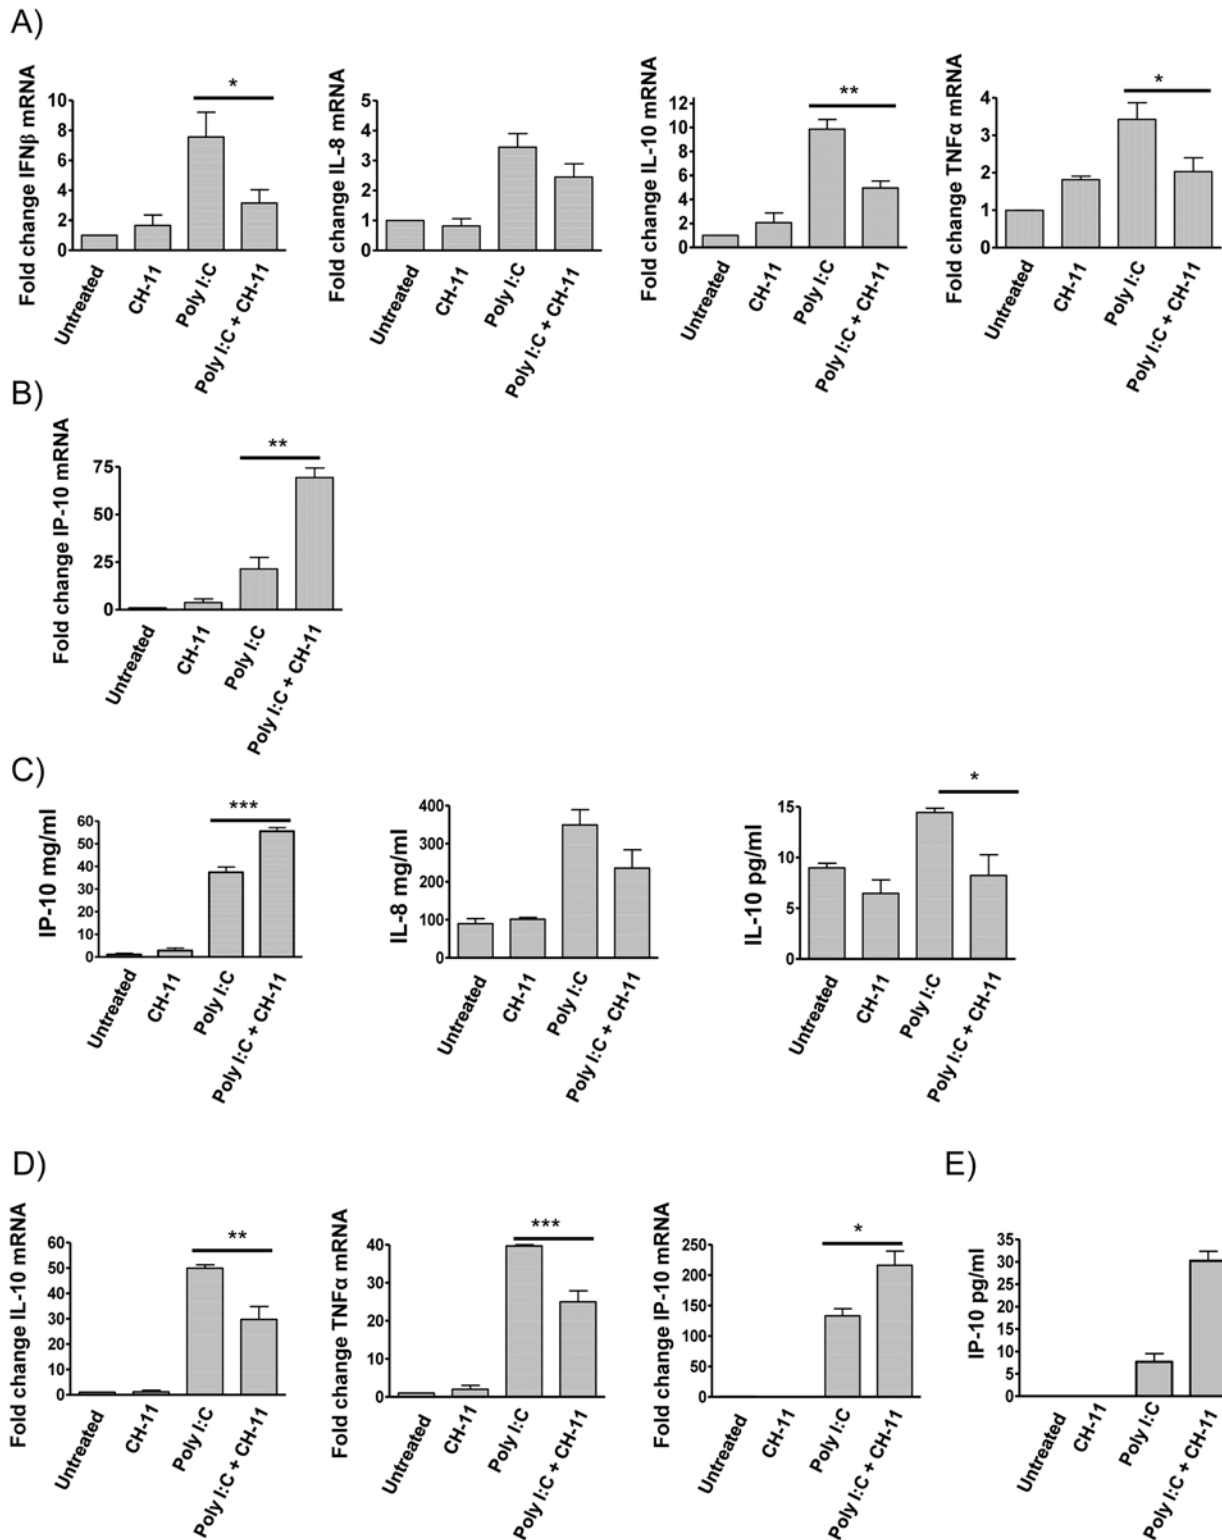 A)
Fold change IFNβ mRNA
10
8
6
4
2
0
*
Untreated
CH-11
Poly I:C
Poly I:C + CH-11
Fold change IL-8 mRNA
5
4
3
2
1
0
Untreated
CH-11
Poly I:C
Poly I:C + CH-11
Fold change IL-10 mRNA
12
10
8
6
4
2
0
**
Untreated
CH-11
Poly I:C
Poly I:C + CH-11
Fold change TNFα mRNA
4
3
2
1
0
*
Untreated
CH-11
Poly I:C
Poly I:C + CH-11
B)
Fold change IP-10 mRNA
75
50
25
0
**
Untreated
CH-11
Poly I:C
Poly I:C + CH-11
C)
IP-10 mg/ml
60
50
40
30
20
10
0
***
Untreated
CH-11
Poly I:C
Poly I:C + CH-11
IL-8 mg/ml
400
300
200
100
0
Untreated
CH-11
Poly I:C
Poly I:C + CH-11
IL-10 pg/ml
15
10
5
0
*
Untreated
CH-11
Poly I:C
Poly I:C + CH-11
D)
Fold change IL-10 mRNA
60
50
40
30
20
10
0
**
Untreated
CH-11
Poly I:C
Poly I:C + CH-11
Fold change TNFα mRNA
40
30
20
10
0
***
Untreated
CH-11
Poly I:C
Poly I:C + CH-11
Fold change IP-10 mRNA
250
200
150
100
50
0
*
Untreated
CH-11
Poly I:C
Poly I:C + CH-11
E)
IP-10 pg/ml
35
30
25
20
15
10
5
0
Untreated
CH-11
Poly I:C
Poly I:C + CH-11